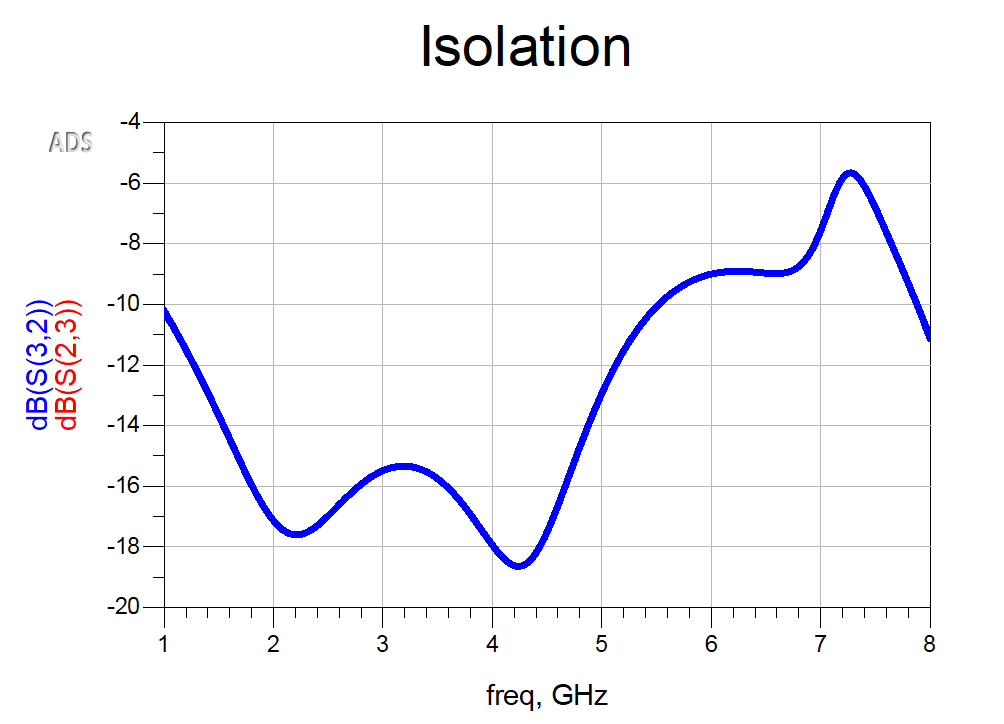 Isolation
ADS
-4
-6
-8
-10
-12
-14
-16
-18
-20
dB(S(3,2))
dB(S(2,3))
1 2 3 4 5 6 7 8
freq, GHz